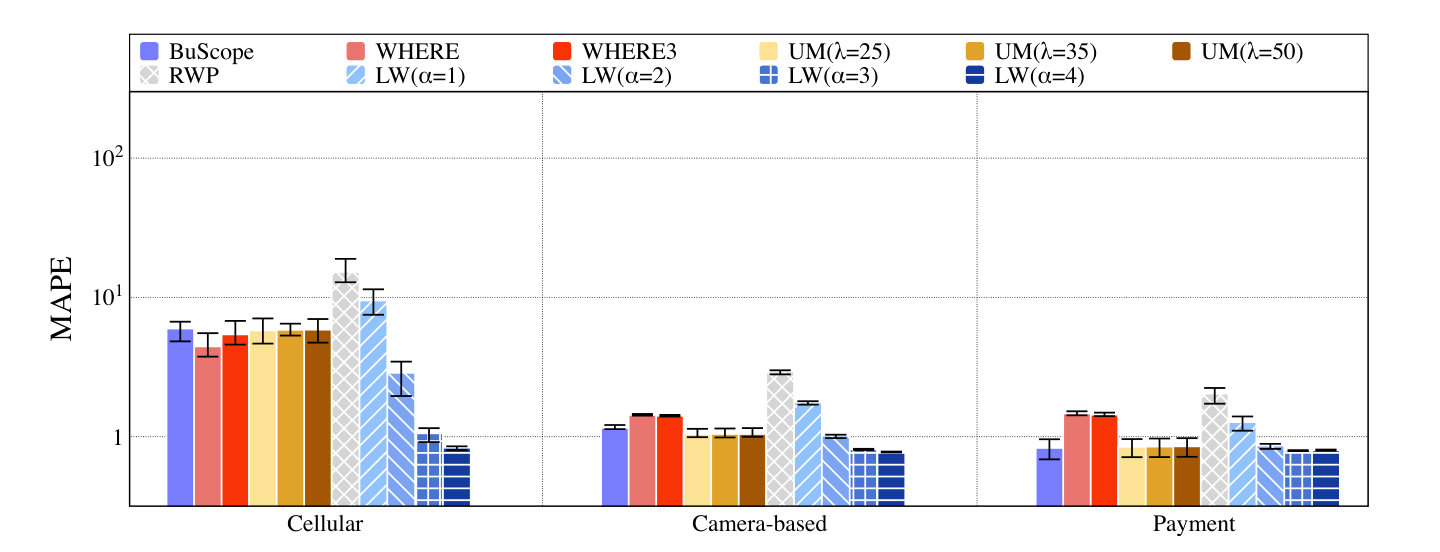 BuScope WHERE WHERE3 UM(λ=25) UM(λ=35) UM(λ=50)
RWP LW(α=1) LW(α=2) LW(α=3) LW(α=4)
10²
10¹
1
MAPE
Cellular Camera-based Payment